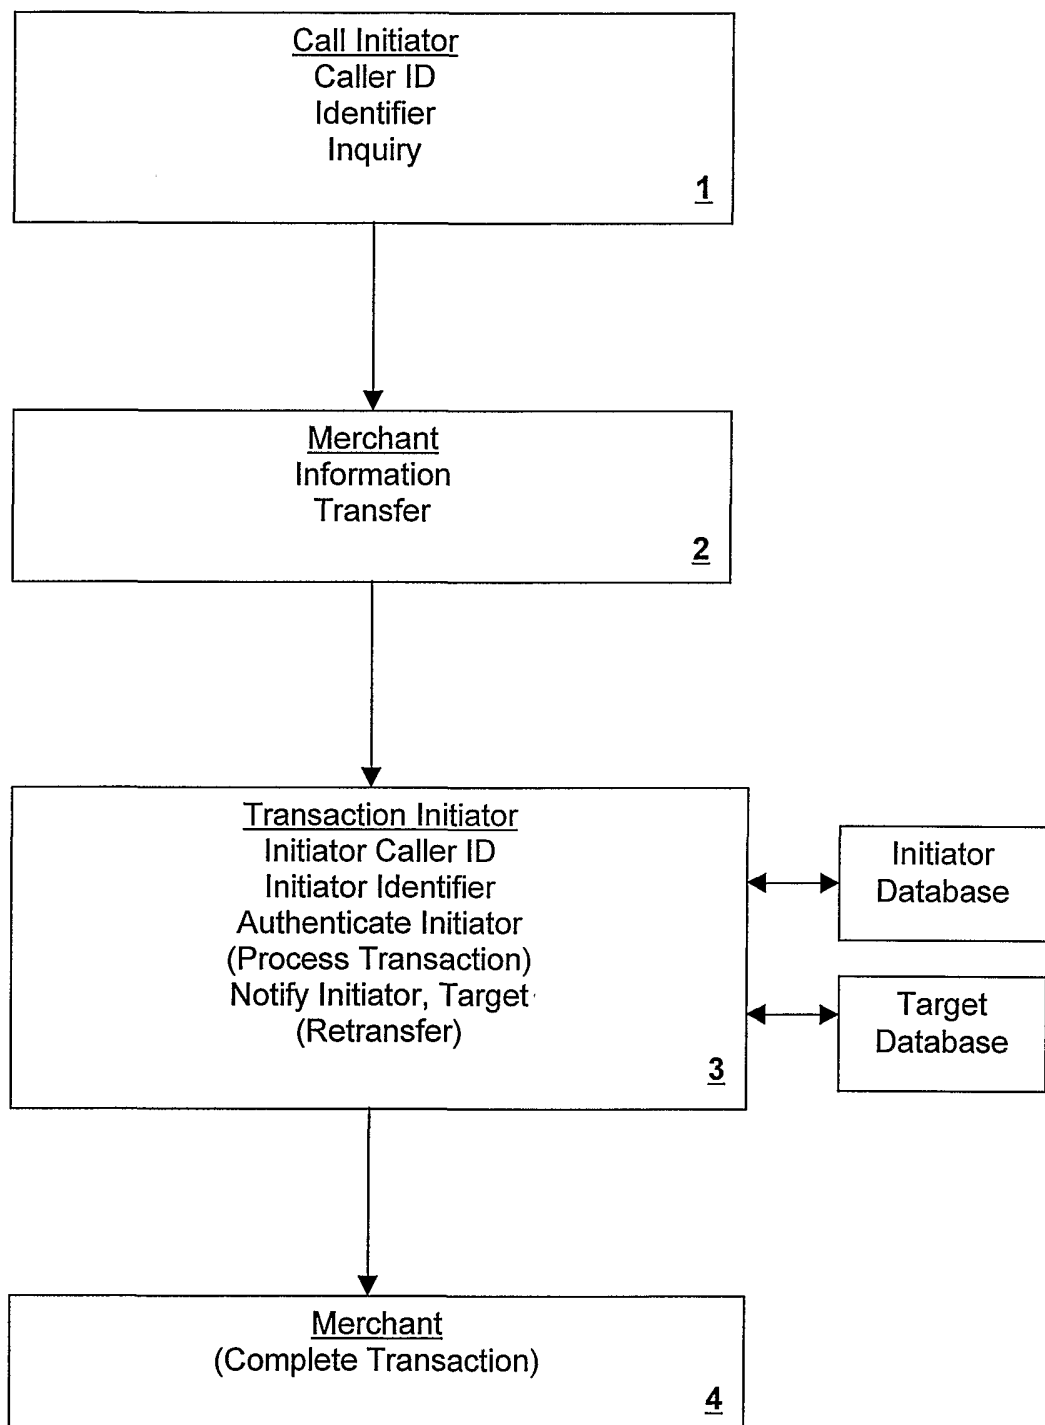 Call Initiator
Caller ID
Identifier
Inquiry
1
Merchant
Information
Transfer
2
Transaction Initiator
Initiator Caller ID
Initiator Identifier
Authenticate Initiator
(Process Transaction)
Notify Initiator, Target
(Retransfer)
3
Initiator
Database
Target
Database
Merchant
(Complete Transaction)
4